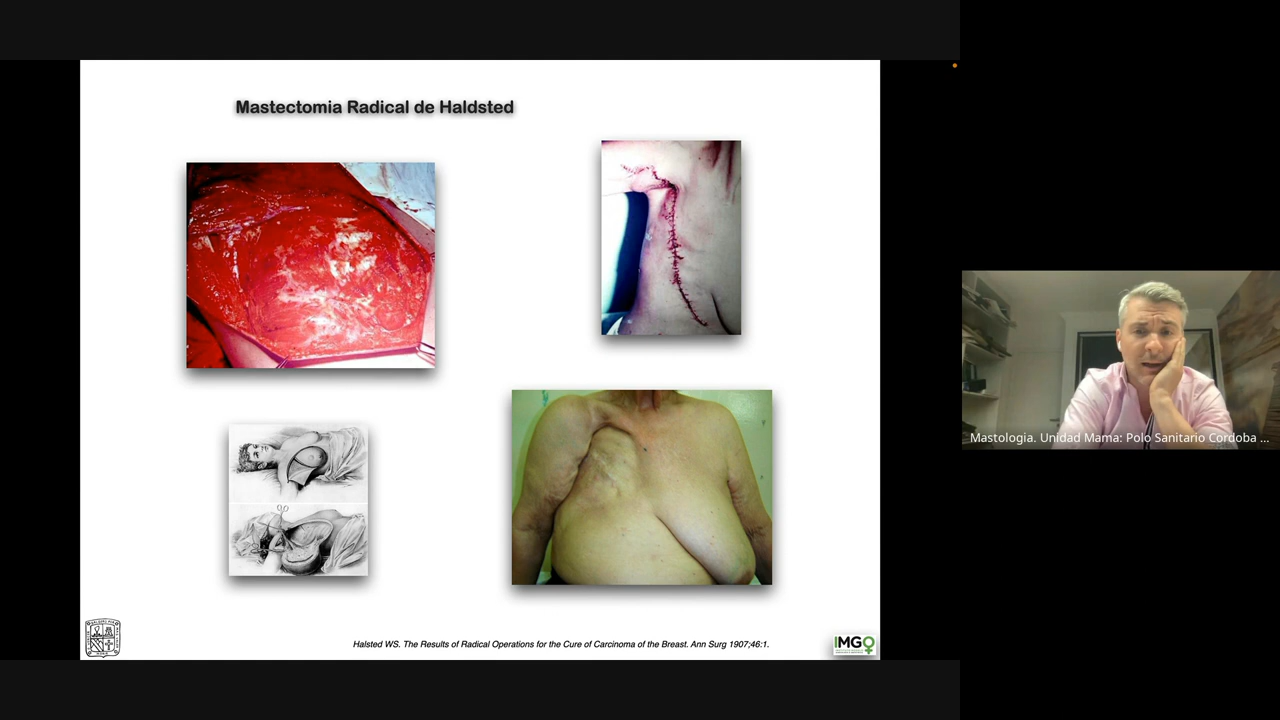 Mastectomia Radical de Haldsted
Mastologia. Unidad Mama: Polo Sanitario Cordoba ...
Halsted WS. The Results of Radical Operations for the Cure of Carcinoma of the Breast. Ann Surg 1907;46:1.
IMGO